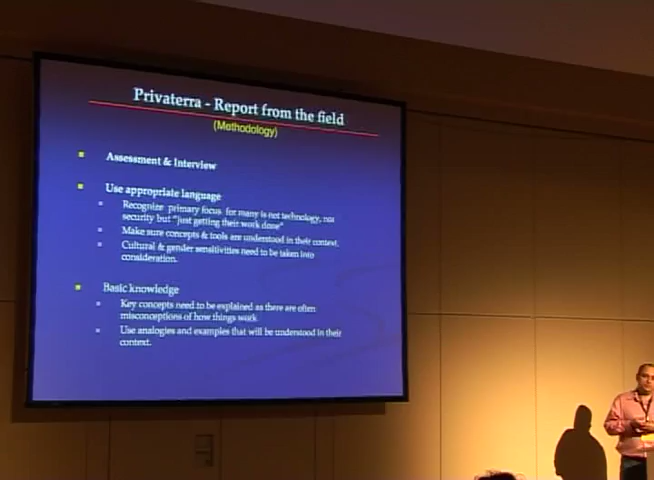 Privaterra - Report from the field
(Methodology)
Assessment & Interview
Use appropriate language
Recognize primary focus for many is not technology, not
security but "just getting their work done"
Make sure concepts & tools are understood in their context.
Cultural & gender sensitivities need to be taken into
consideration.
Basic knowledge
Key concepts need to be explained as there are often
misconceptions of how things work.
Use analogies and examples that will be understood in their
context.